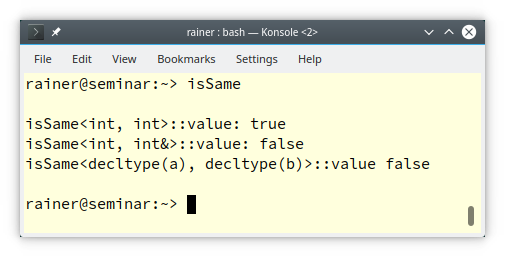 rainer : bash — Konsole <2>
File Edit View Bookmarks Settings Help
rainer@seminar:~> isSame
isSame<int, int>::value: true
isSame<int, int&>::value: false
isSame<decltype(a), decltype(b)>::value false
rainer@seminar:~>